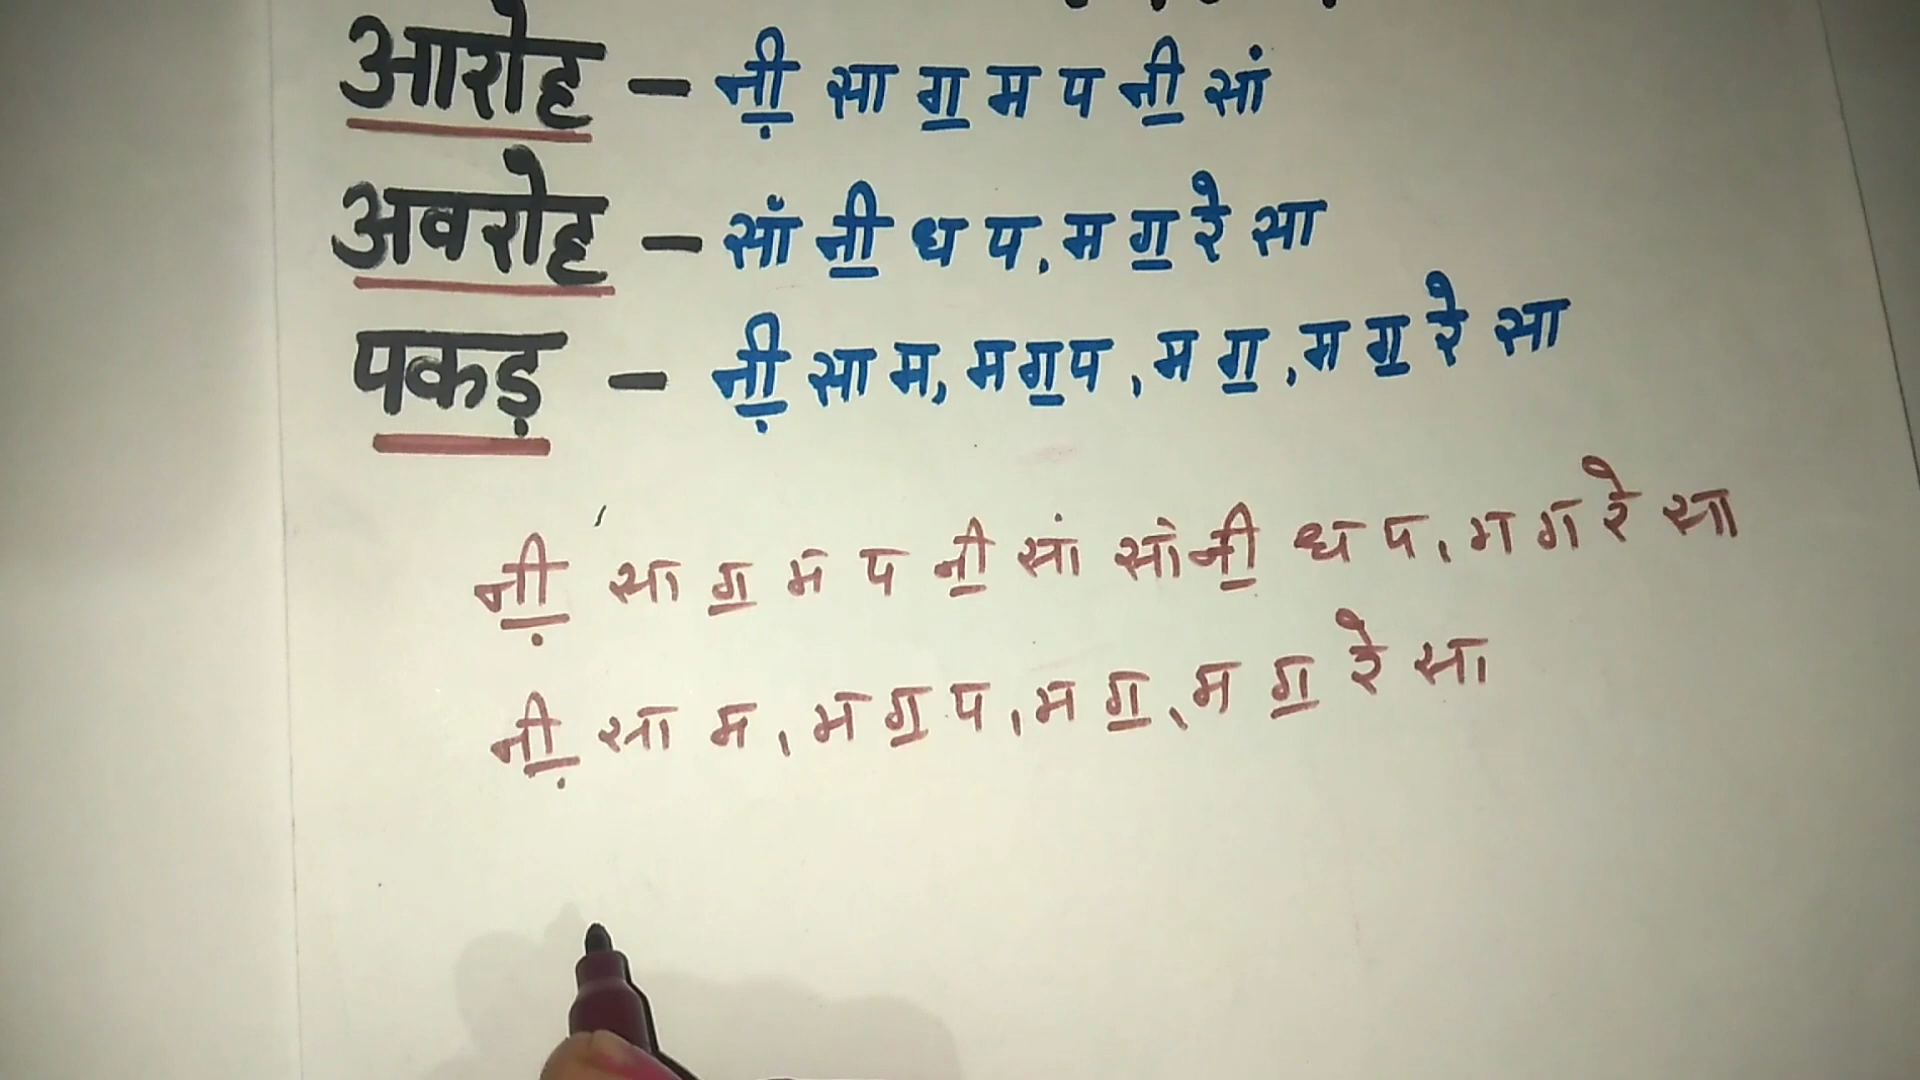 आरोह - ऩी॒ सा ग॒ म प नी॒ सां
अवरोह - सां नी॒ ध प, म ग॒ रे सा
पकड़ - ऩी॒ सा म, म ग॒ प, म ग॒, म ग॒ रे सा
ऩी॒ सा ग॒ म प नी॒ सां सां नी॒ ध प, म ग रे सा
ऩी॒ सा म, म ग॒ प, म ग॒, म ग॒ रे सा